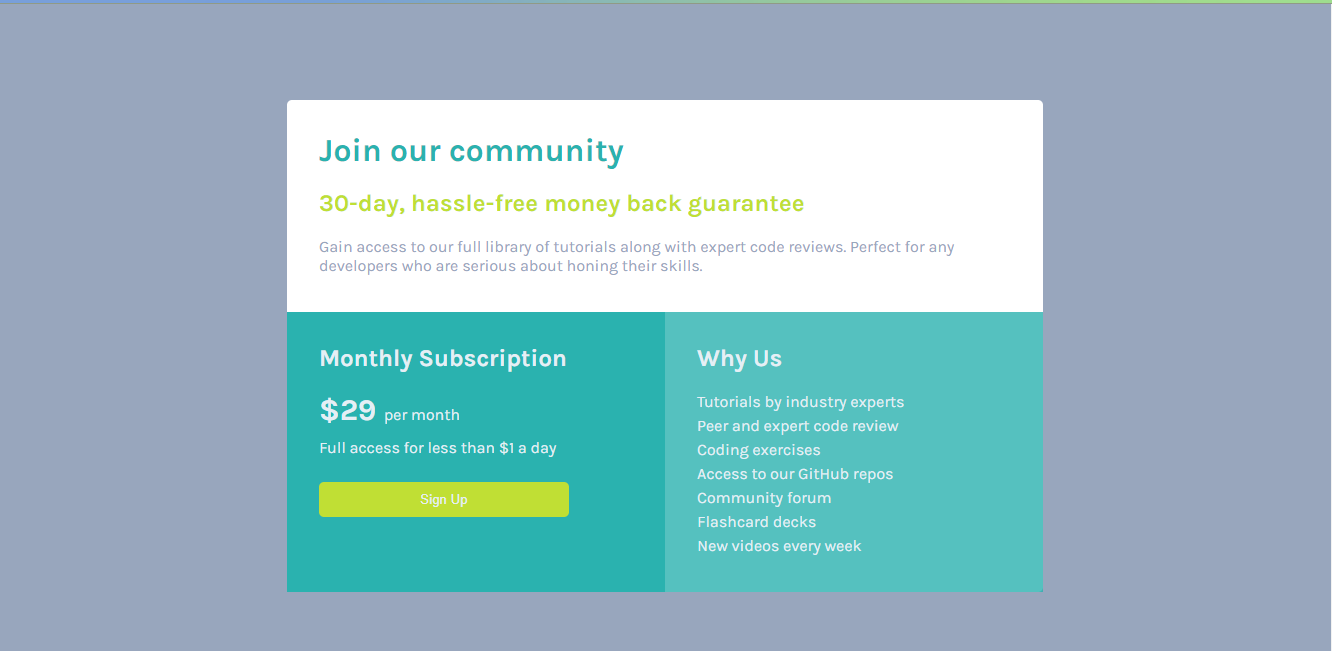 Join our community
30-day, hassle-free money back guarantee
Gain access to our full library of tutorials along with expert code reviews. Perfect for any
developers who are serious about honing their skills.
Monthly Subscription
$29 per month
Full access for less than $1 a day
Sign Up
Why Us
Tutorials by industry experts
Peer and expert code review
Coding exercises
Access to our GitHub repos
Community forum
Flashcard decks
New videos every week